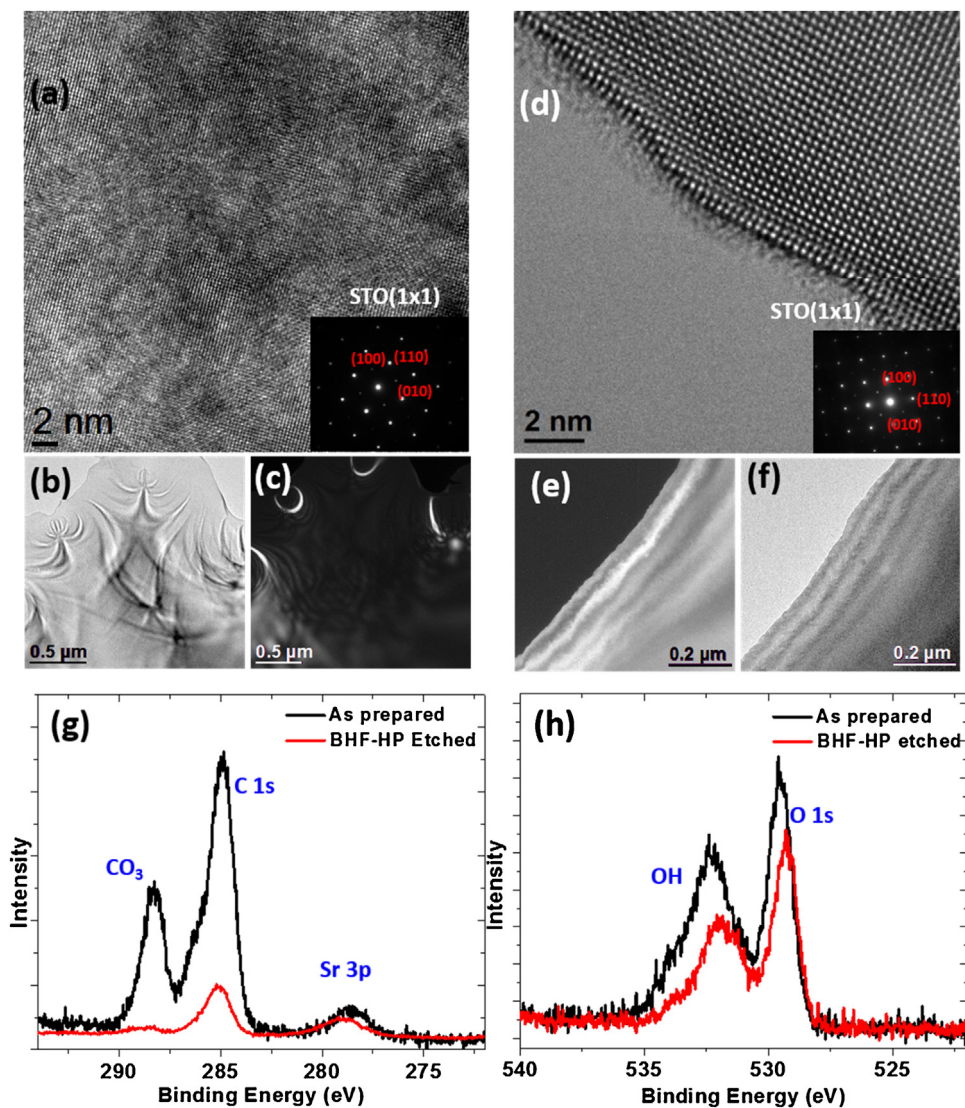 (a)
STO(1x1)
(100)
(110)
(010)
2 nm
(d)
STO(1x1)
(100)
(110)
(010)
2 nm
(b)
0.5 µm
(c)
0.5 µm
(e)
0.2 µm
(f)
0.2 µm
(g)
As prepared
BHF-HP Etched
C 1s
CO₃
Sr 3p
Intensity
290
285
280
275
Binding Energy (eV)
(h)
As prepared
BHF-HP etched
O 1s
OH
Intensity
540
535
530
525
Binding Energy (eV)